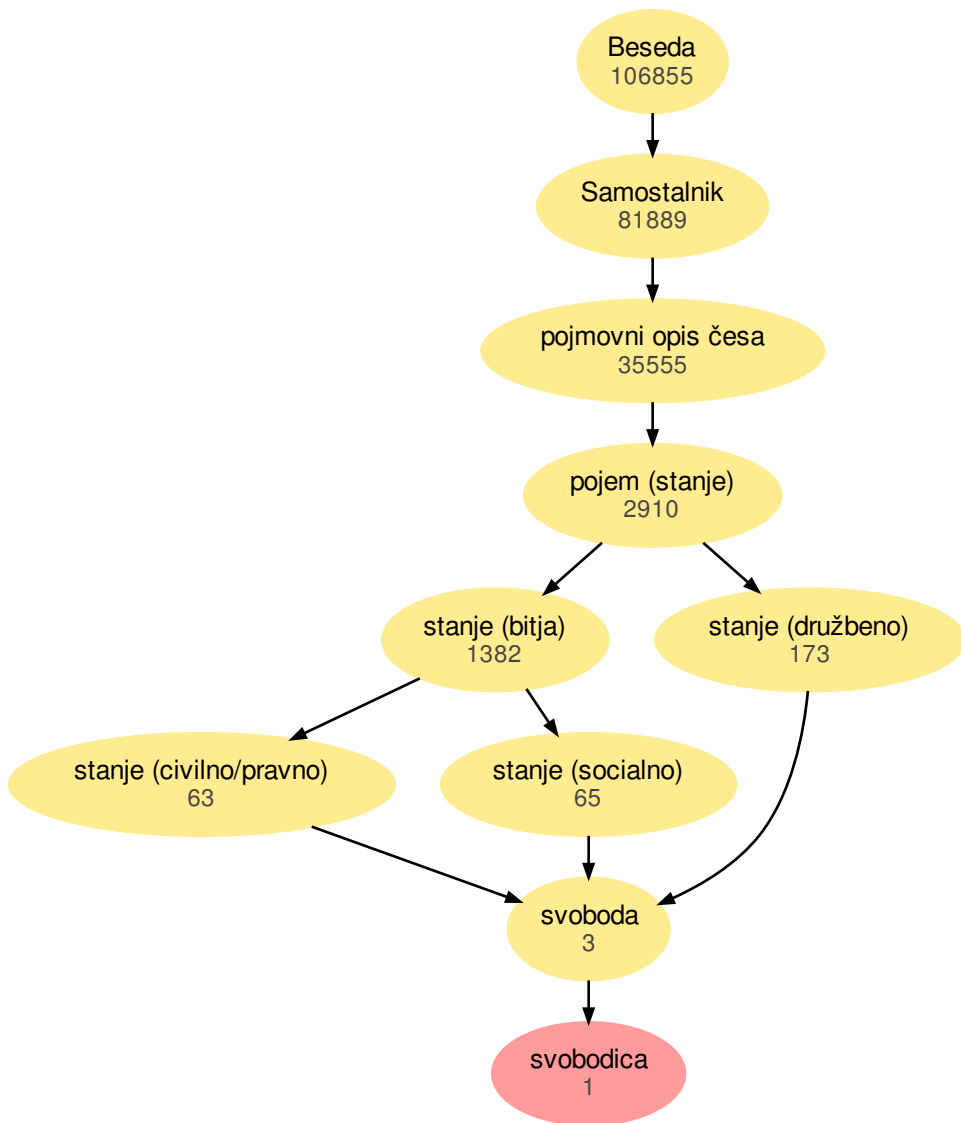 Beseda
106855
Samostalnik
81889
pojmovni opis česa
35555
pojem (stanje)
2910
stanje (bitja)
1382
stanje (družbeno)
173
stanje (civilno/pravno)
63
stanje (socialno)
65
svoboda
3
svobodica
1